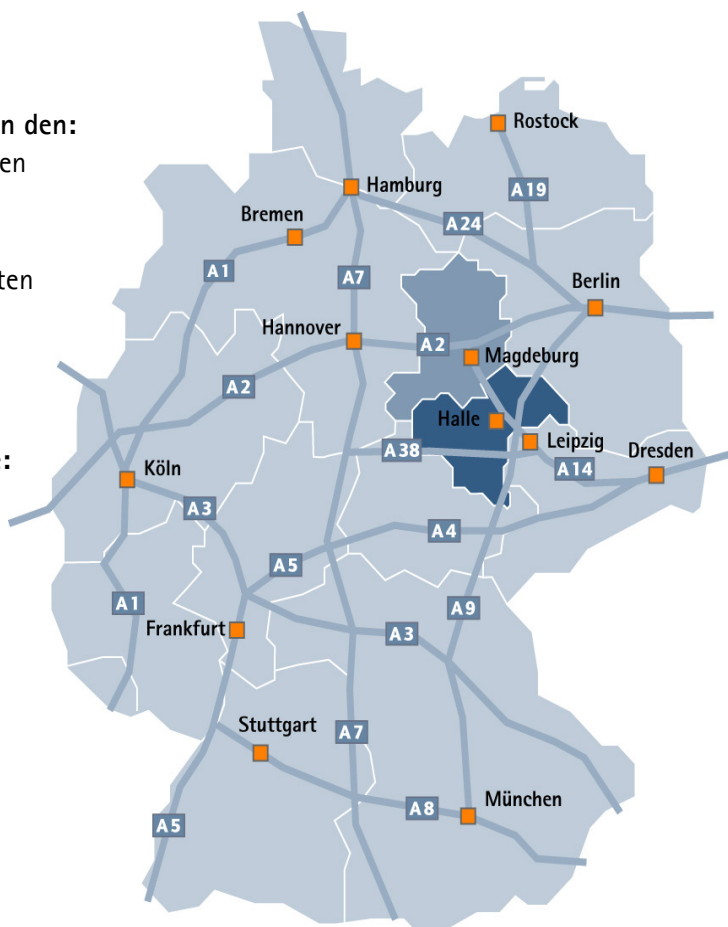 n den:
en
ten
:
Rostock
A19
Hamburg
A24
Bremen
A1
A7
Berlin
Hannover
A2
Magdeburg
A2
Halle
Leipzig
Dresden
A38
A14
Köln
A3
A4
A5
A1
A9
Frankfurt
A3
Stuttgart
A7
München
A8
A5